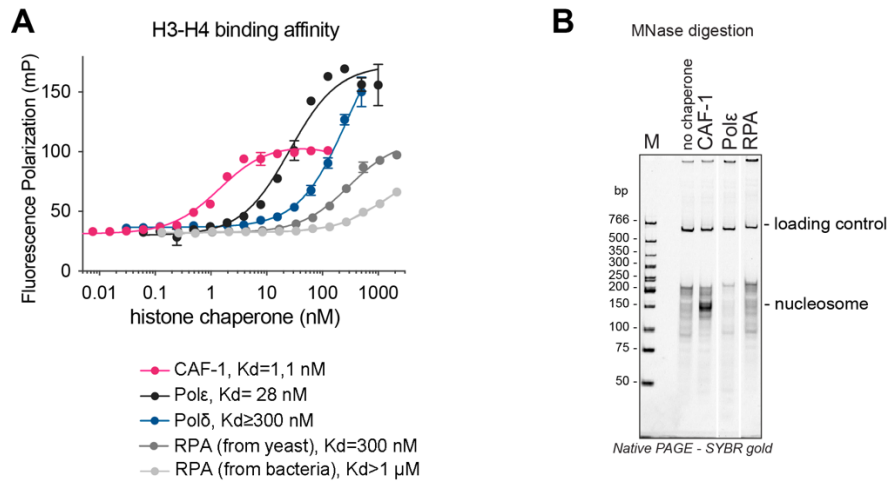 A
H3-H4 binding affinity
Fluorescence Polarization (mP)
150
100
50
0
0.01 0.1 1 10 100 1000
histone chaperone (nM)
CAF-1, Kd=1,1 nM
Polε, Kd= 28 nM
Polδ, Kd≥300 nM
RPA (from yeast), Kd=300 nM
RPA (from bacteria), Kd>1 µM
B
MNase digestion
M no chaperone CAF-1 Polε RPA
bp
766
500
350
300
250
200
150
100
75
50
- loading control
- nucleosome
Native PAGE - SYBR gold